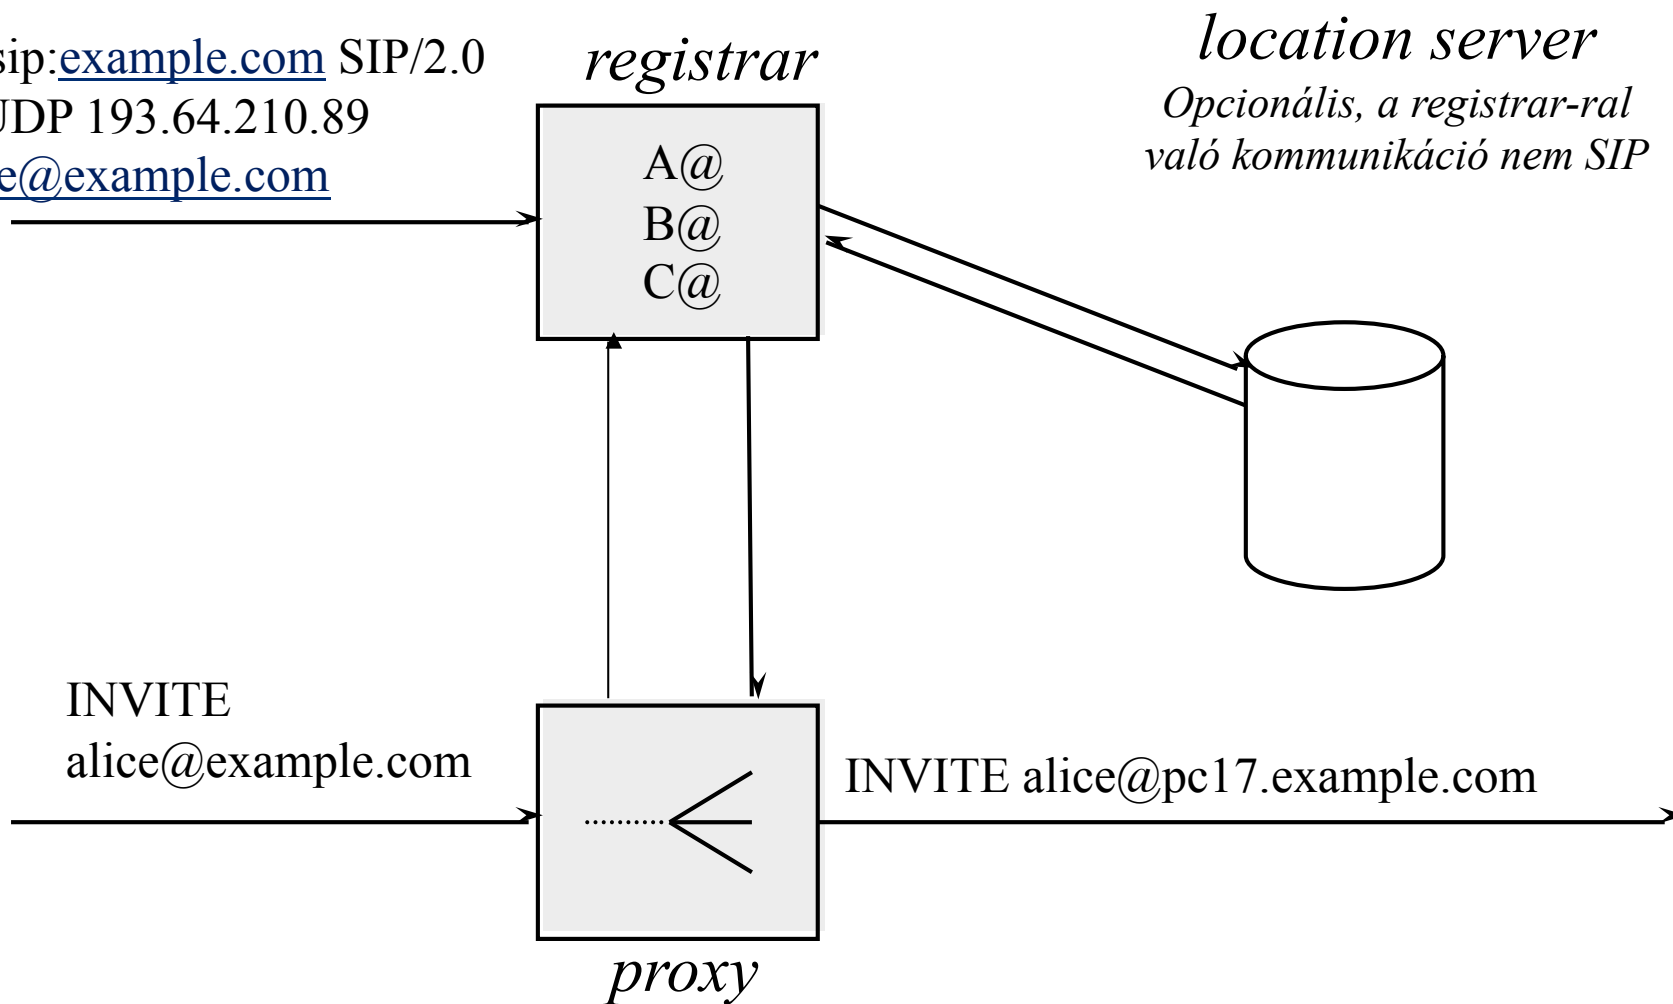 sip:example.com SIP/2.0
UDP 193.64.210.89
e@example.com
registrar
A@
B@
C@
location server
Opcionális, a registrar-ral
való kommunikáció nem SIP
INVITE
alice@example.com
INVITE alice@pc17.example.com
proxy